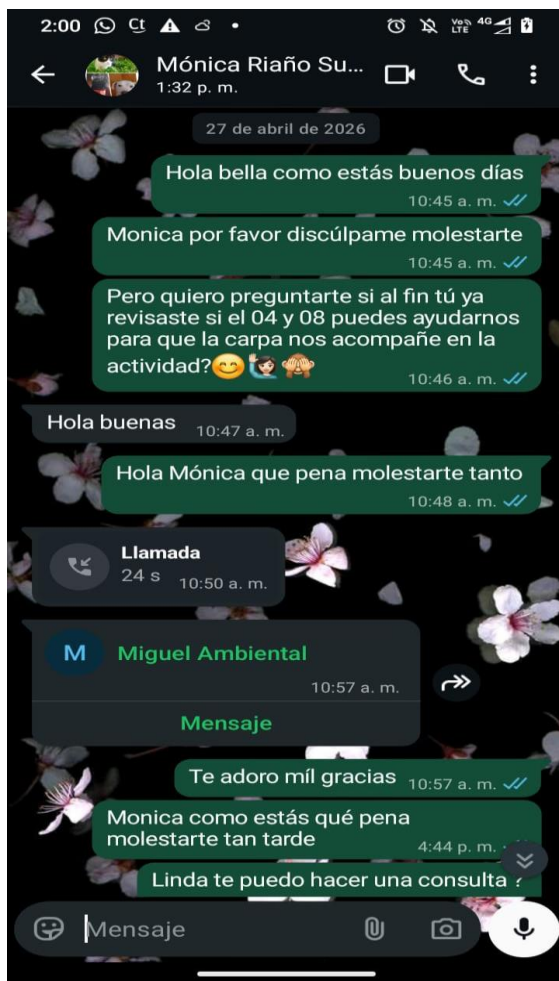 2:00
Vo))
LTE
4G
Mónica Riaño Su...
1:32 p. m.
27 de abril de 2026
Hola bella como estás buenos días
10:45 a. m.
Monica por favor discúlpame molestarte
10:45 a. m.
Pero quiero preguntarte si al fin tú ya
revisaste si el 04 y 08 puedes ayudarnos
para que la carpa nos acompañe en la
actividad?😊🙋🏻‍♀️🙈
10:46 a. m.
Hola buenas
10:47 a. m.
Hola Mónica que pena molestarte tanto
10:48 a. m.
Llamada
24 s
10:50 a. m.
M
Miguel Ambiental
10:57 a. m.
Mensaje
Te adoro míl gracias
10:57 a. m.
Monica como estás qué pena
molestarte tan tarde
4:44 p. m.
Linda te puedo hacer una consulta ?
Mensaje